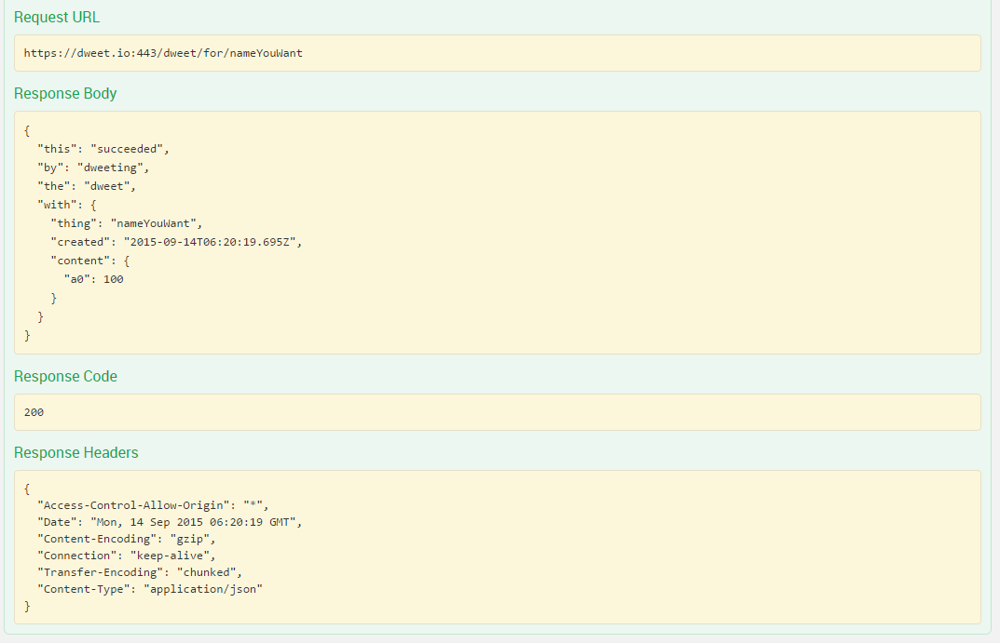 Request URL
https://dweet.io:443/dweet/for/nameYouWant
Response Body
{
  "this": "succeeded",
  "by": "dweeting",
  "the": "dweet",
  "with": {
    "thing": "nameYouWant",
    "created": "2015-09-14T06:20:19.695Z",
    "content": {
      "a0": 100
    }
  }
}
Response Code
200
Response Headers
{
  "Access-Control-Allow-Origin": "*",
  "Date": "Mon, 14 Sep 2015 06:20:19 GMT",
  "Content-Encoding": "gzip",
  "Connection": "keep-alive",
  "Transfer-Encoding": "chunked",
  "Content-Type": "application/json"
}